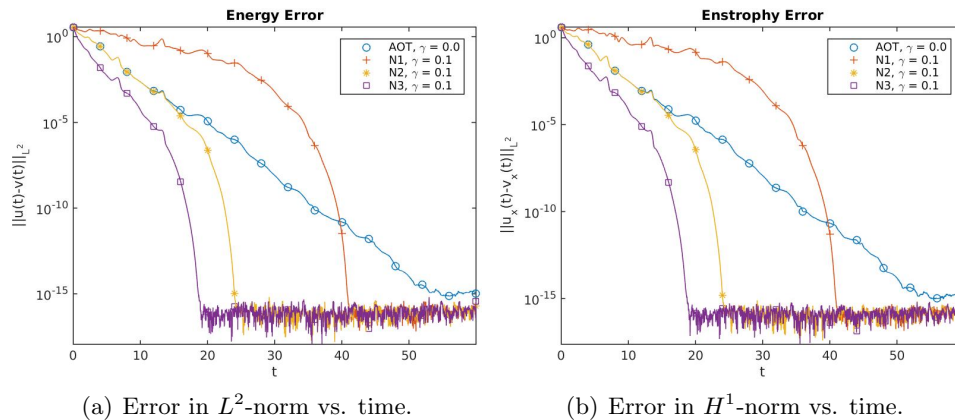 Energy Error
10^0
10^-5
10^-10
10^-15
||u(t)-v(t)||_{L^2}
AOT, γ = 0.0
N1, γ = 0.1
N2, γ = 0.1
N3, γ = 0.1
0 10 20 30 40 50
t
(a) Error in L^2-norm vs. time.
Enstrophy Error
10^0
10^-5
10^-10
10^-15
||u_x(t)-v_x(t)||_{L^2}
AOT, γ = 0.0
N1, γ = 0.1
N2, γ = 0.1
N3, γ = 0.1
0 10 20 30 40 50
t
(b) Error in H^1-norm vs. time.